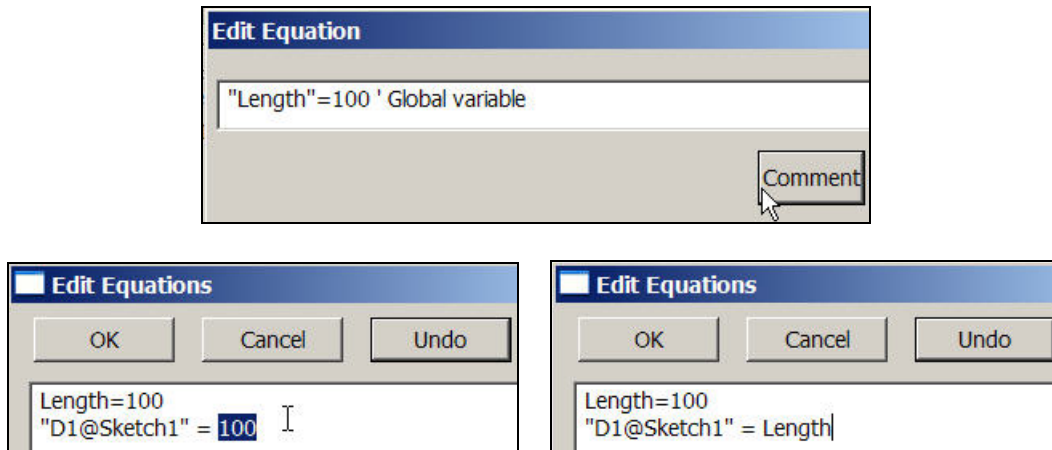 Edit Equation
"Length"=100 ' Global variable
Comment
Edit Equations
OK Cancel Undo
Length=100
"D1@Sketch1" = 100
Edit Equations
OK Cancel Undo
Length=100
"D1@Sketch1" = Length